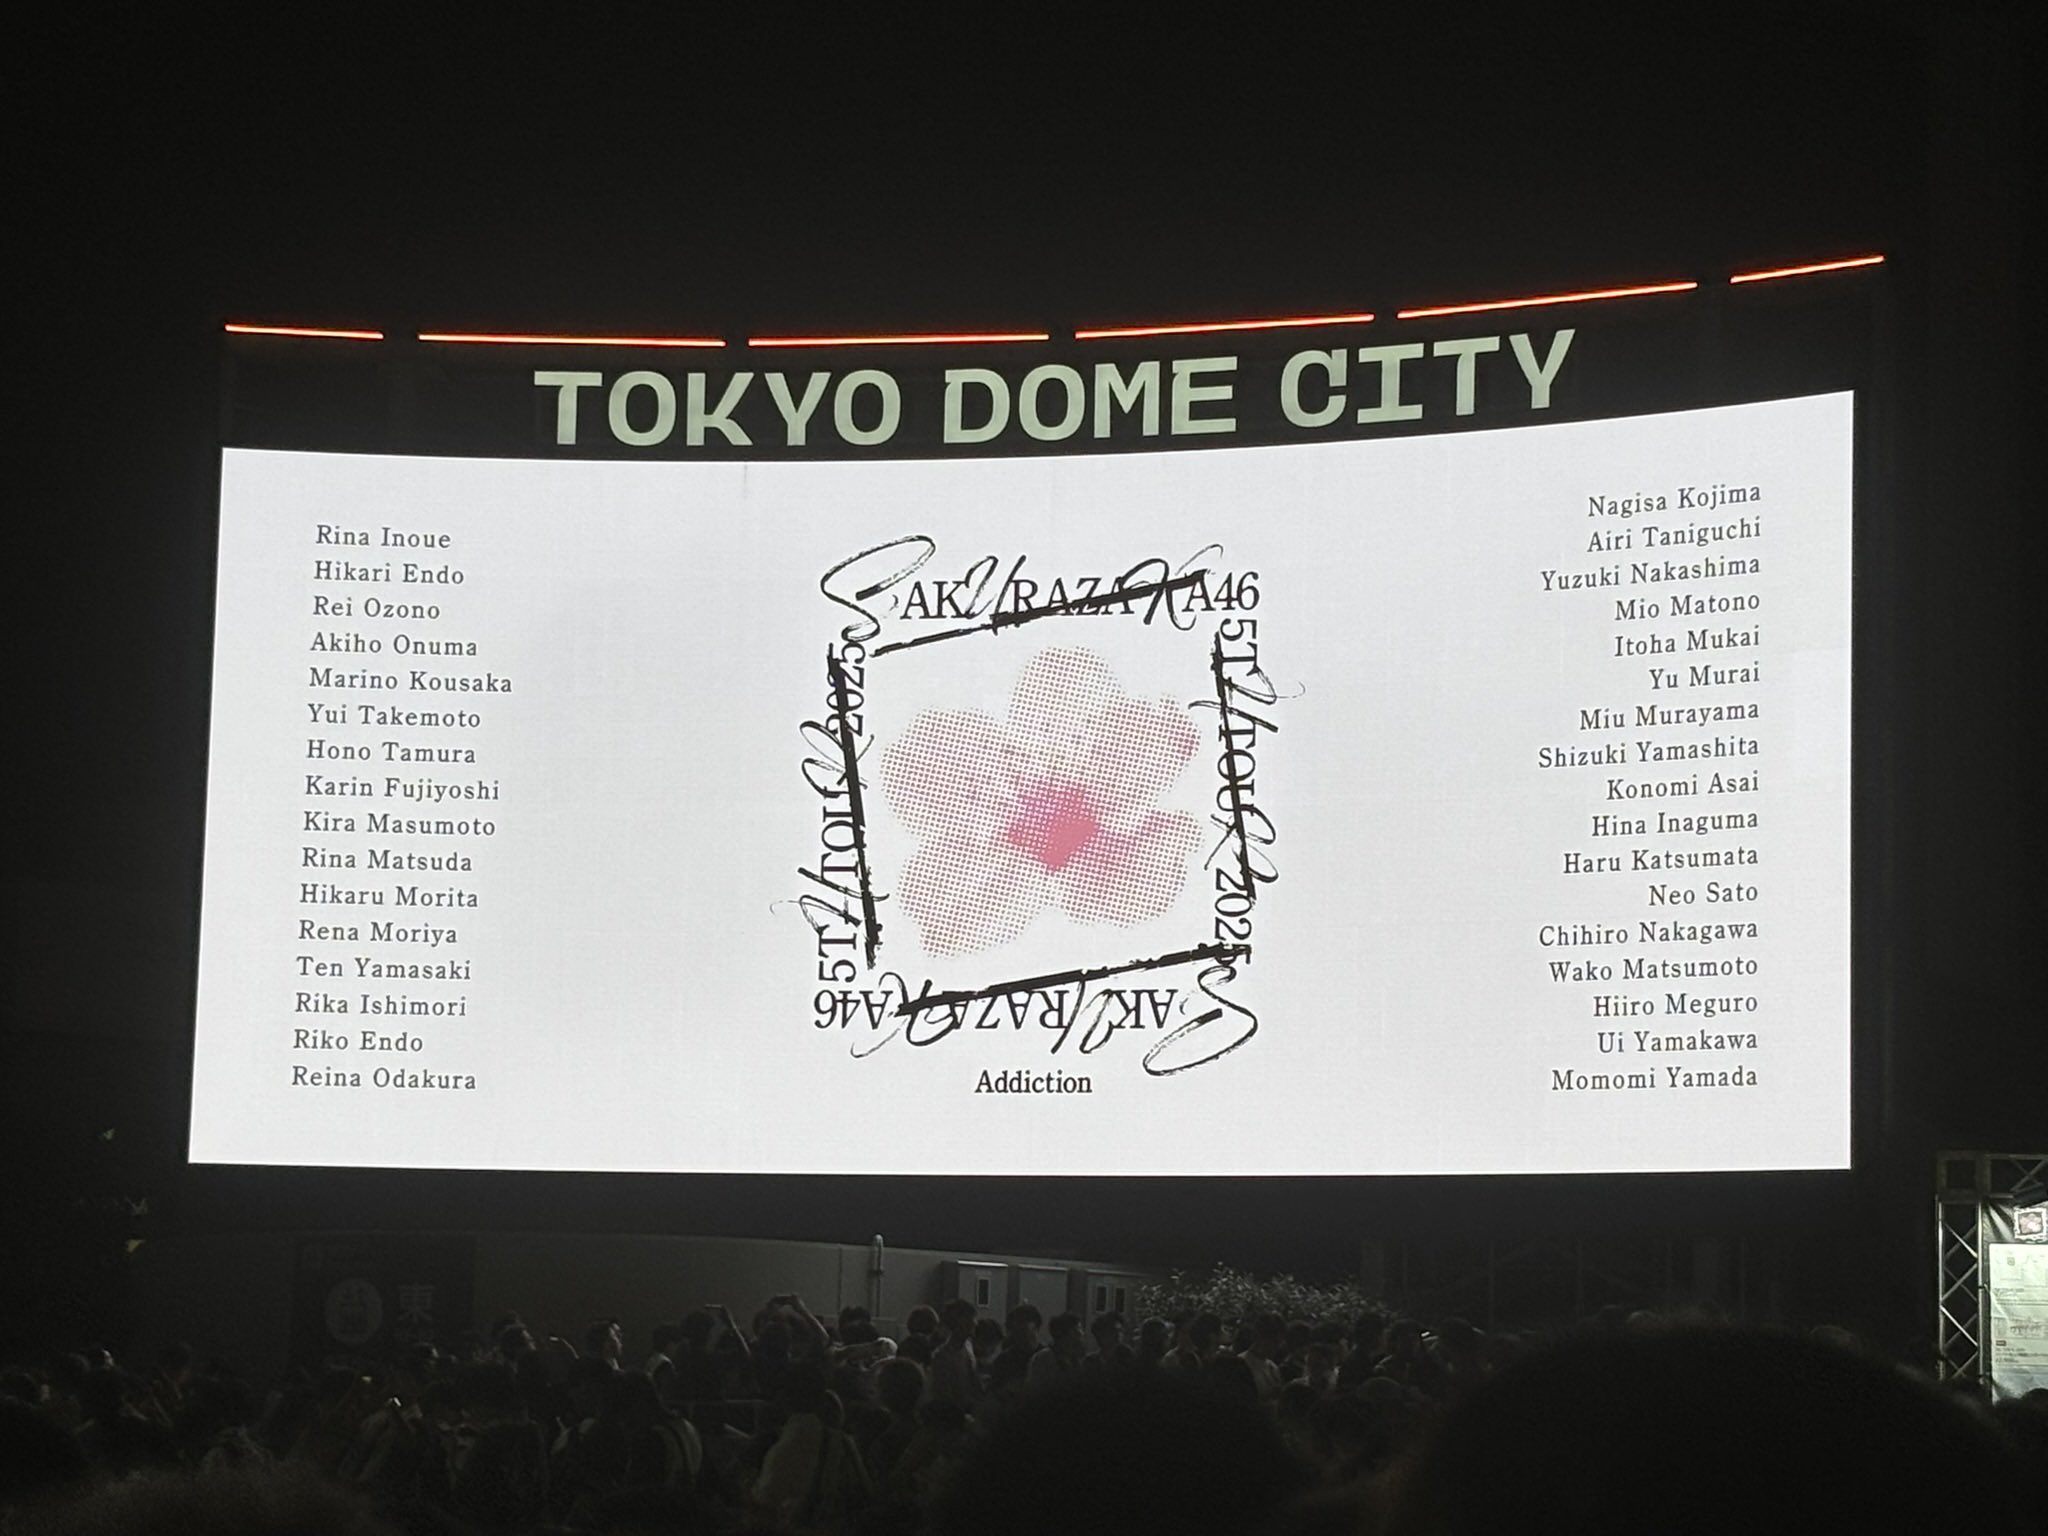 TOKYO DOME CITY
Rina Inoue
Hikari Endo
Rei Ozono
Akiho Onuma
Marino Kousaka
Yui Takemoto
Hono Tamura
Karin Fujiyoshi
Kira Masumoto
Rina Matsuda
Hikaru Morita
Rena Moriya
Ten Yamasaki
Rika Ishimori
Riko Endo
Reina Odakura
SAKURAZAKA46
5TH TOUR 2025
SAKURAZAKA46
5TH TOUR 2025
Addiction
Nagisa Kojima
Airi Taniguchi
Yuzuki Nakashima
Mio Matono
Itoha Mukai
Yu Murai
Miu Murayama
Shizuki Yamashita
Konomi Asai
Hina Inaguma
Haru Katsumata
Neo Sato
Chihiro Nakagawa
Wako Matsumoto
Hiiro Meguro
Ui Yamakawa
Momomi Yamada
東